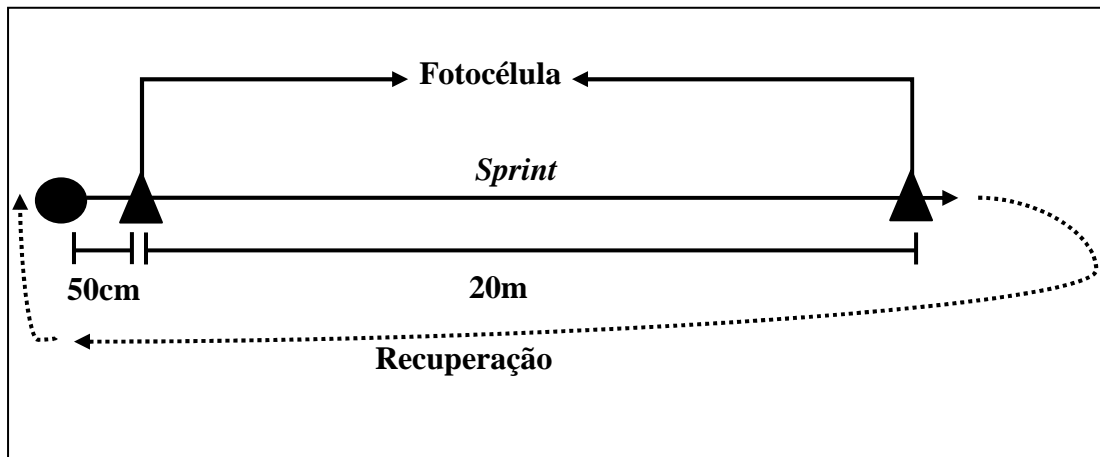 Fotocélula
Sprint
50cm
20m
Recuperação